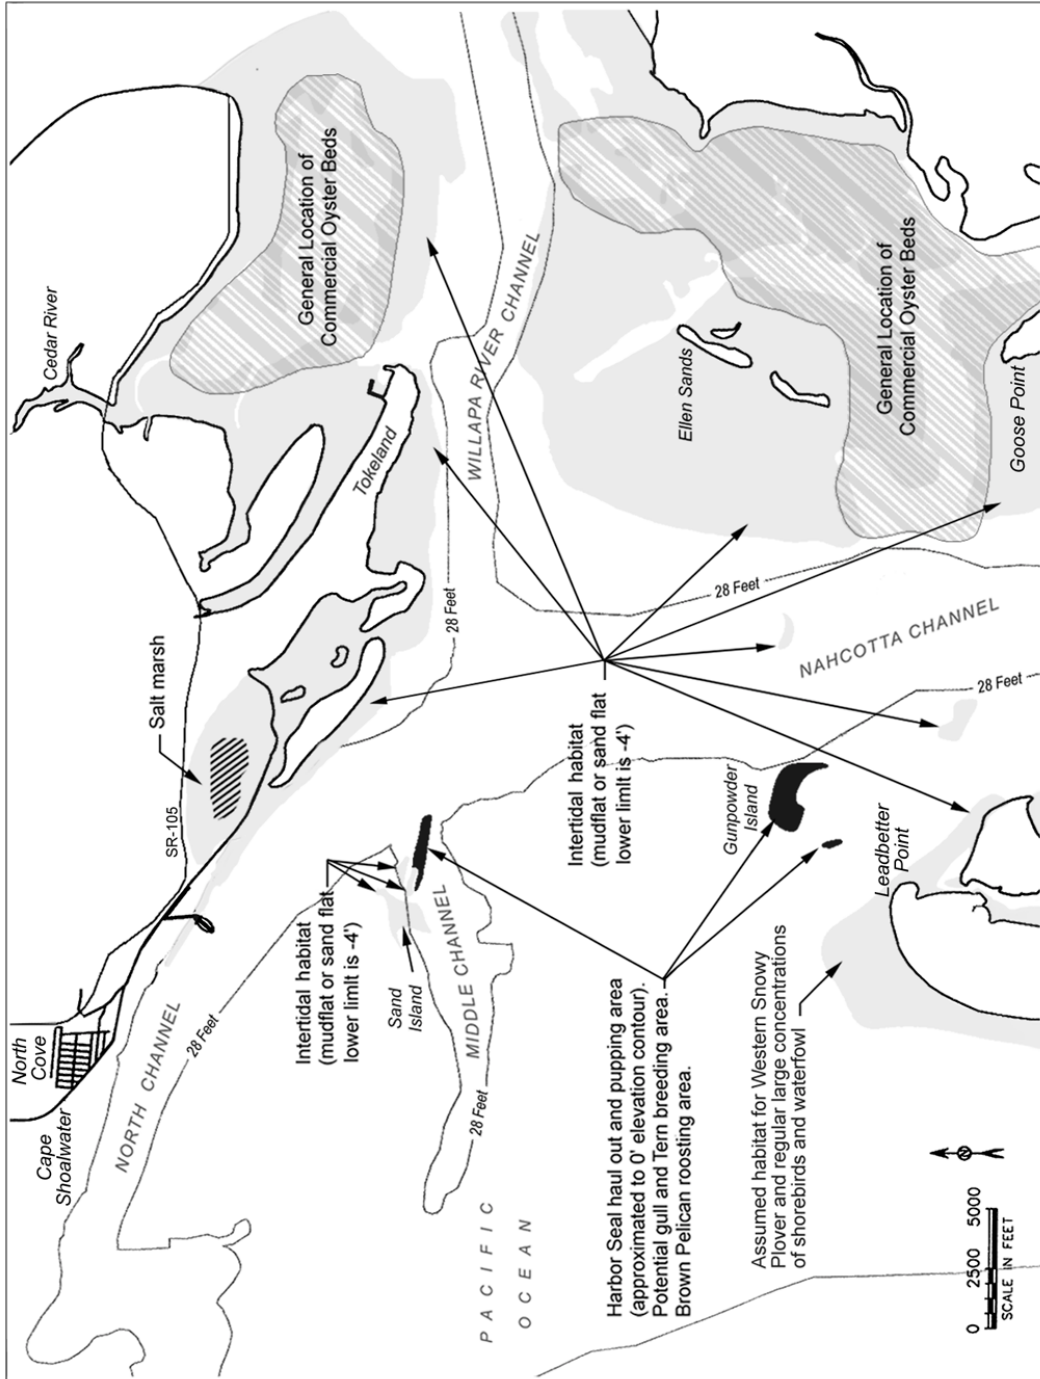 North
Cove
Cape
Shoalwater
NORTH CHANNEL
28 Feet
SR-105
Salt marsh
Cedar River
General Location of
Commercial Oyster Beds
Tokeland
WILLAPA RIVER CHANNEL
28 Feet
Intertidal habitat
(mudflat or sand flat
lower limIt is -4')
Sand
Island
MIDDLE CHANNEL
28 Feet
PACIFIC
OCEAN
Intertidal habitat
(mudflat or sand flat
lower limIt is -4')
Ellen Sands
General Location of
Commercial Oyster Beds
Goose Point
28 Feet
NAHCOTTA CHANNEL
28 Feet
Gunpowder
Island
Leadbetter
Point
Harbor Seal haul out and pupping area
(approximated to 0' elevation contour).
Potential gull and Tern breeding area.
Brown Pelican roosting area.
Assumed habitat for Western Snowy
Plover and regular large concentrations
of shorebirds and waterfowl
N
0 2500 5000
SCALE IN FEET